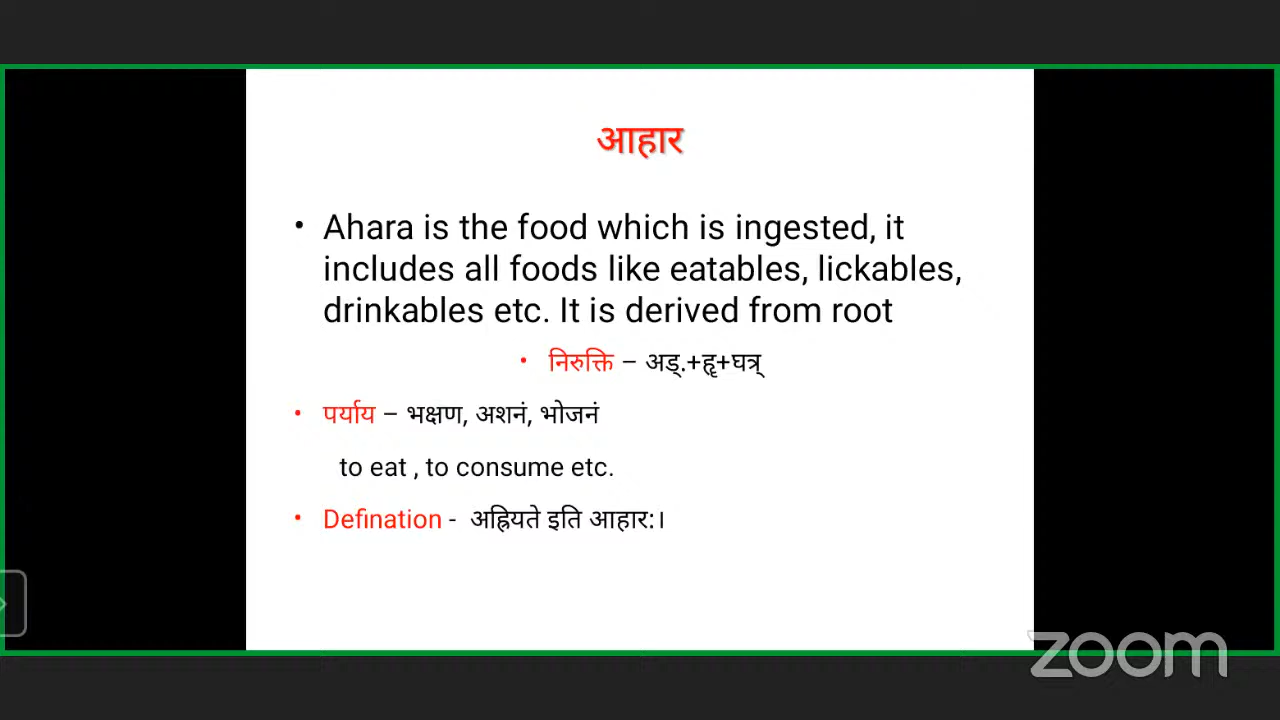 आहार
• Ahara is the food which is ingested, it
includes all foods like eatables, lickables,
drinkables etc. It is derived from root
• निरुक्ति – अड्.+हृ+घत्र्
• पर्याय – भक्षण, अशनं, भोजनं
to eat , to consume etc.
• Defination - अह्रियते इति आहार:।
zoom